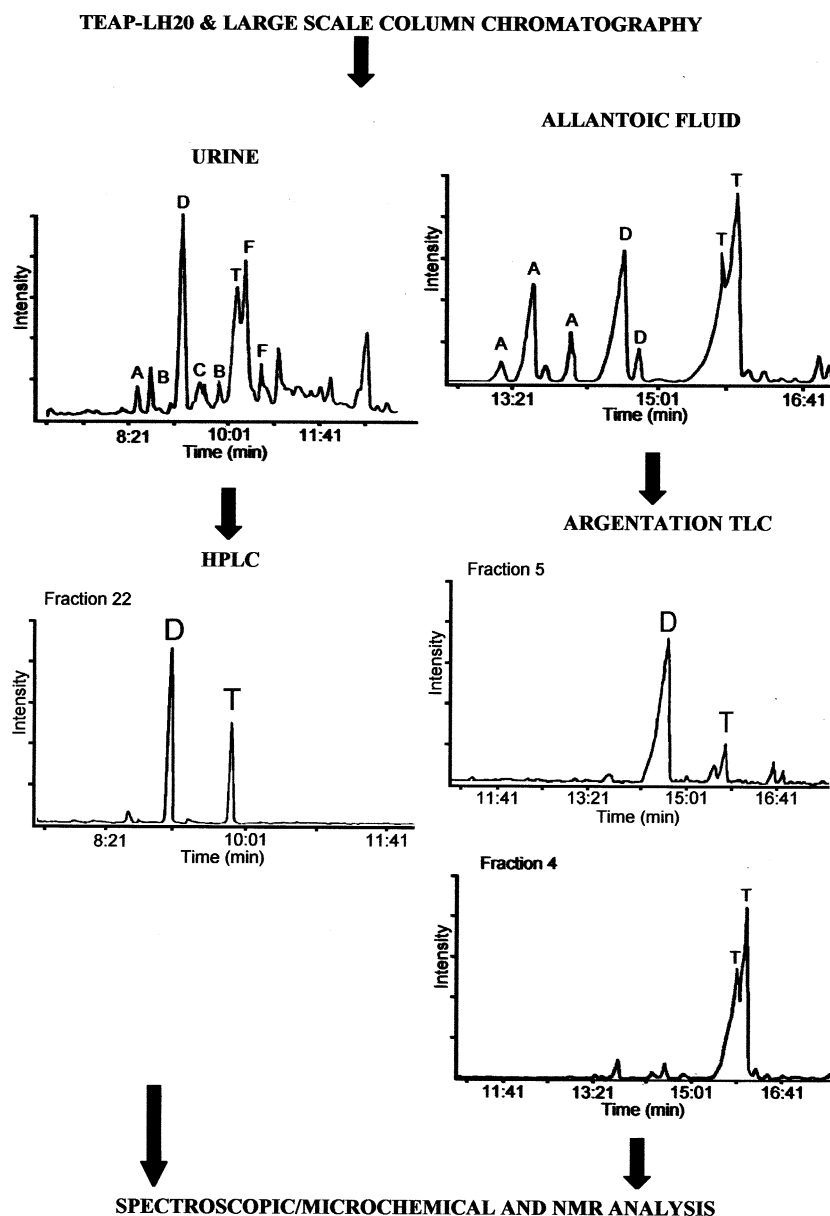 TEAP-LH20 & LARGE SCALE COLUMN CHROMATOGRAPHY
URINE
Intensity
A
B
D
C
B
T
F
F
8:21 10:01 11:41
Time (min)
ALLANTOIC FLUID
Intensity
A
A
A
D
D
T
T
13:21 15:01 16:41
Time (min)
HPLC
Fraction 22
Intensity
D
T
8:21 10:01 11:41
Time (min)
ARGENTATION TLC
Fraction 5
Intensity
D
T
11:41 13:21 15:01 16:41
Time (min)
Fraction 4
Intensity
T
T
11:41 13:21 15:01 16:41
Time (min)
SPECTROSCOPIC/MICROCHEMICAL AND NMR ANALYSIS